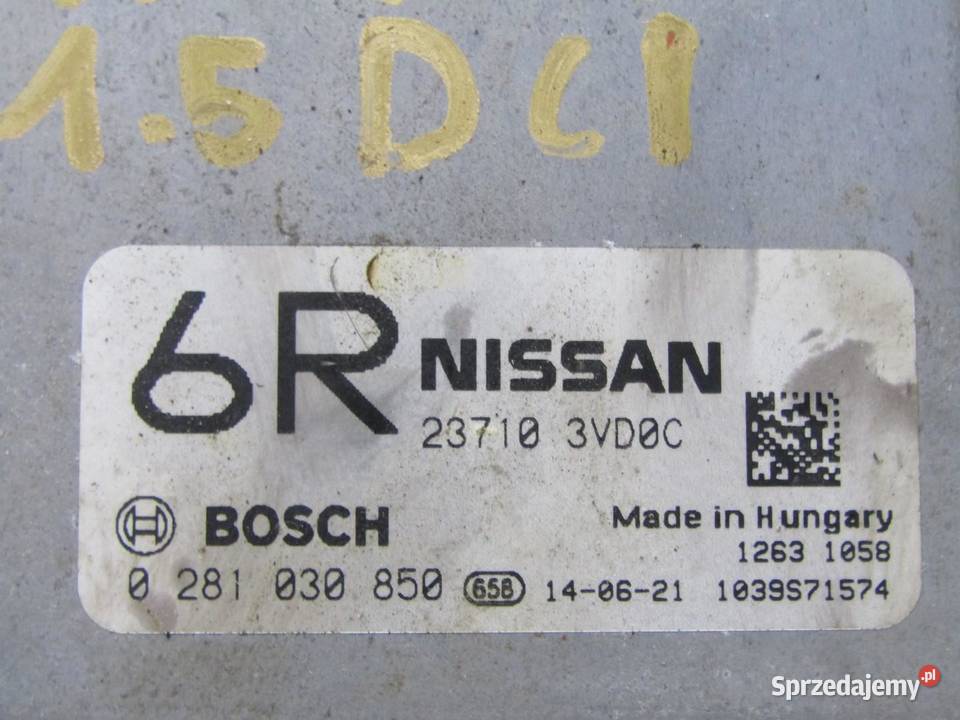 1.5 DCI
6R NISSAN
23710 3VD0C
BOSCH
Made in Hungary
1263 1058
0 281 030 850 658 14-06-21 1039S71574
Sprzedajemy.pl